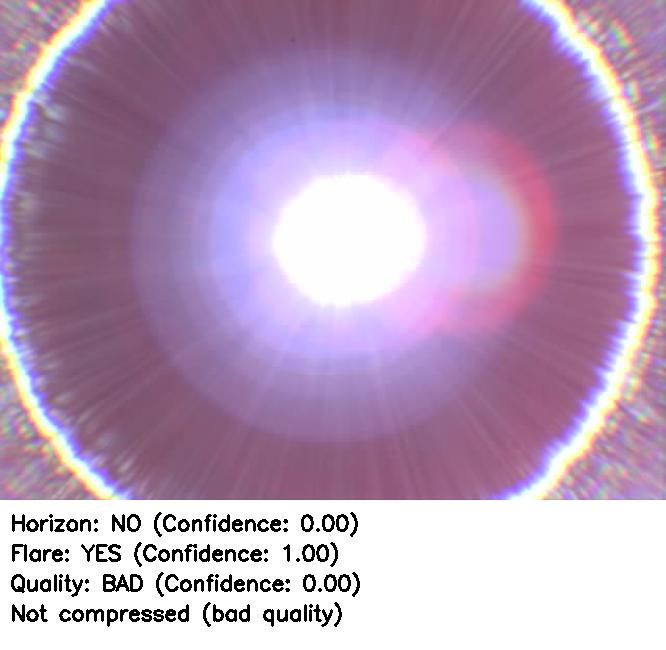 Horizon: NO (Confidence: 0.00)
Flare: YES (Confidence: 1.00)
Quality: BAD (Confidence: 0.00)
Not compressed (bad quality)